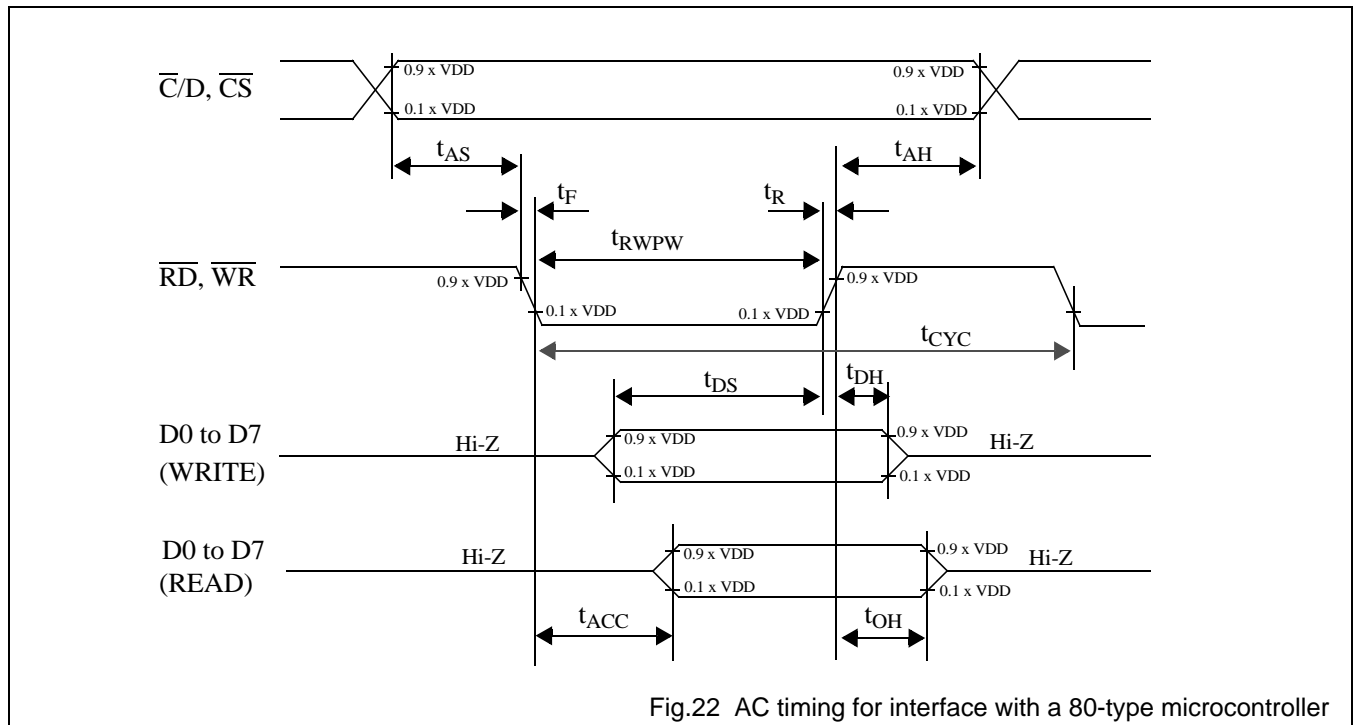 0.9 x VDD 0.9 x VDD
C̅/D, C̅S̅
0.1 x VDD 0.1 x VDD
tAS tAH
tF tR
tRWPW
R̅D̅, W̅R̅
0.9 x VDD 0.9 x VDD
0.1 x VDD 0.1 x VDD
tCYC
tDS tDH
D0 to D7
(WRITE)
Hi-Z 0.9 x VDD 0.9 x VDD Hi-Z
0.1 x VDD 0.1 x VDD
D0 to D7
(READ)
Hi-Z 0.9 x VDD 0.9 x VDD Hi-Z
0.1 x VDD 0.1 x VDD
tACC tOH
Fig.22 AC timing for interface with a 80-type microcontroller